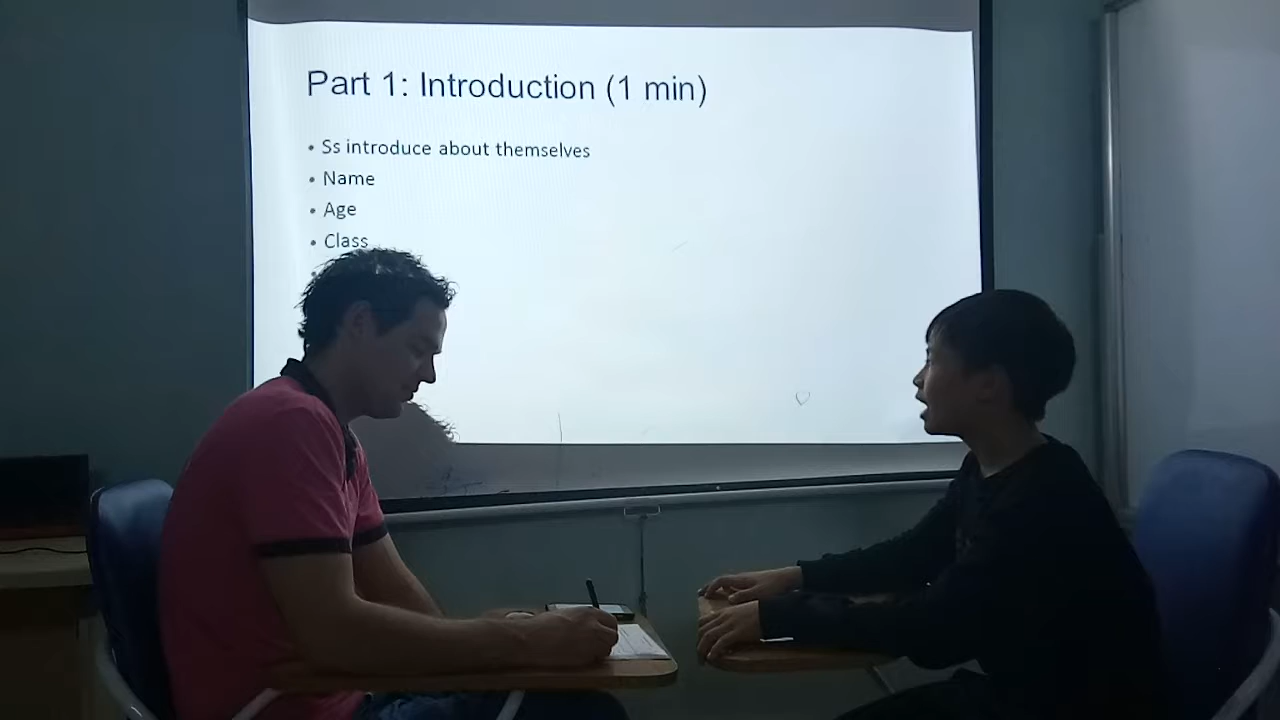 Part 1: Introduction (1 min)
• Ss introduce about themselves
• Name
• Age
• Class